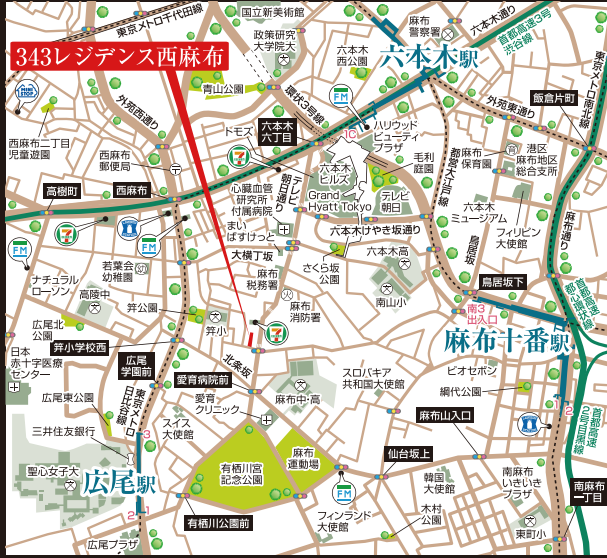 東京メトロ千代田線
国立新美術館
政策研究
大学院大
麻布
警察署
六本木通り
首都高速3号
渋谷線
六本木駅
343レジデンス西麻布
六本木
西公園
MINI
STOP
外苑西通り
青山公園
環状3号線
FM
外苑東通り
飯倉片町
東京メトロ南北線
西麻布二丁目
児童遊園
西麻布
郵便局
ドモズ
六本木
六丁目
1C
ハリウッド
ビューティ
プラザ
都営大江戸線
麻布
保育園
港区
麻布地区
総合支所
毛利
庭園
六本木
ヒルズ
Grand
Hyatt Tokyo
テレビ
朝日
テレビ
朝日通り
心臓血管
研究所
付属病院
高樹町
西麻布
六本木
ミュージアム
フィリピン
大使館
麻布通り
まい
ばすけっと
六本木けやき坂通り
鳥居坂
FM
FM
若葉会
幼稚園
大横丁坂
さくら坂
公園
六本木高
ナチュラル
ローソン
高陵中
麻布
税務署
南山小
鳥居坂下
首都高速
都心環状線
笄公園
笄小
麻布
消防署
南3
出入口
麻布十番駅
広尾北
公園
笄小学校西
日本
赤十字医療
センター
広尾
学園前
北条坂
愛育病院前
スロバキア
共和国大使館
ピオセボン
網代公園
広尾東公園
東京メトロ
日比谷線
愛育
クリニック
麻布中・高
麻布山入口
1
2
首都高速
2号目黒線
三井住友銀行
3
スイス
大使館
仙台坂上
聖心女子大
広尾駅
有栖川宮
記念公園
麻布
運動場
韓国
大使館
南麻布
いきいき
プラザ
南麻布
一丁目
FM
2
1
有栖川公園前
フィンランド
大使館
木村
公園
広尾プラザ
東町小